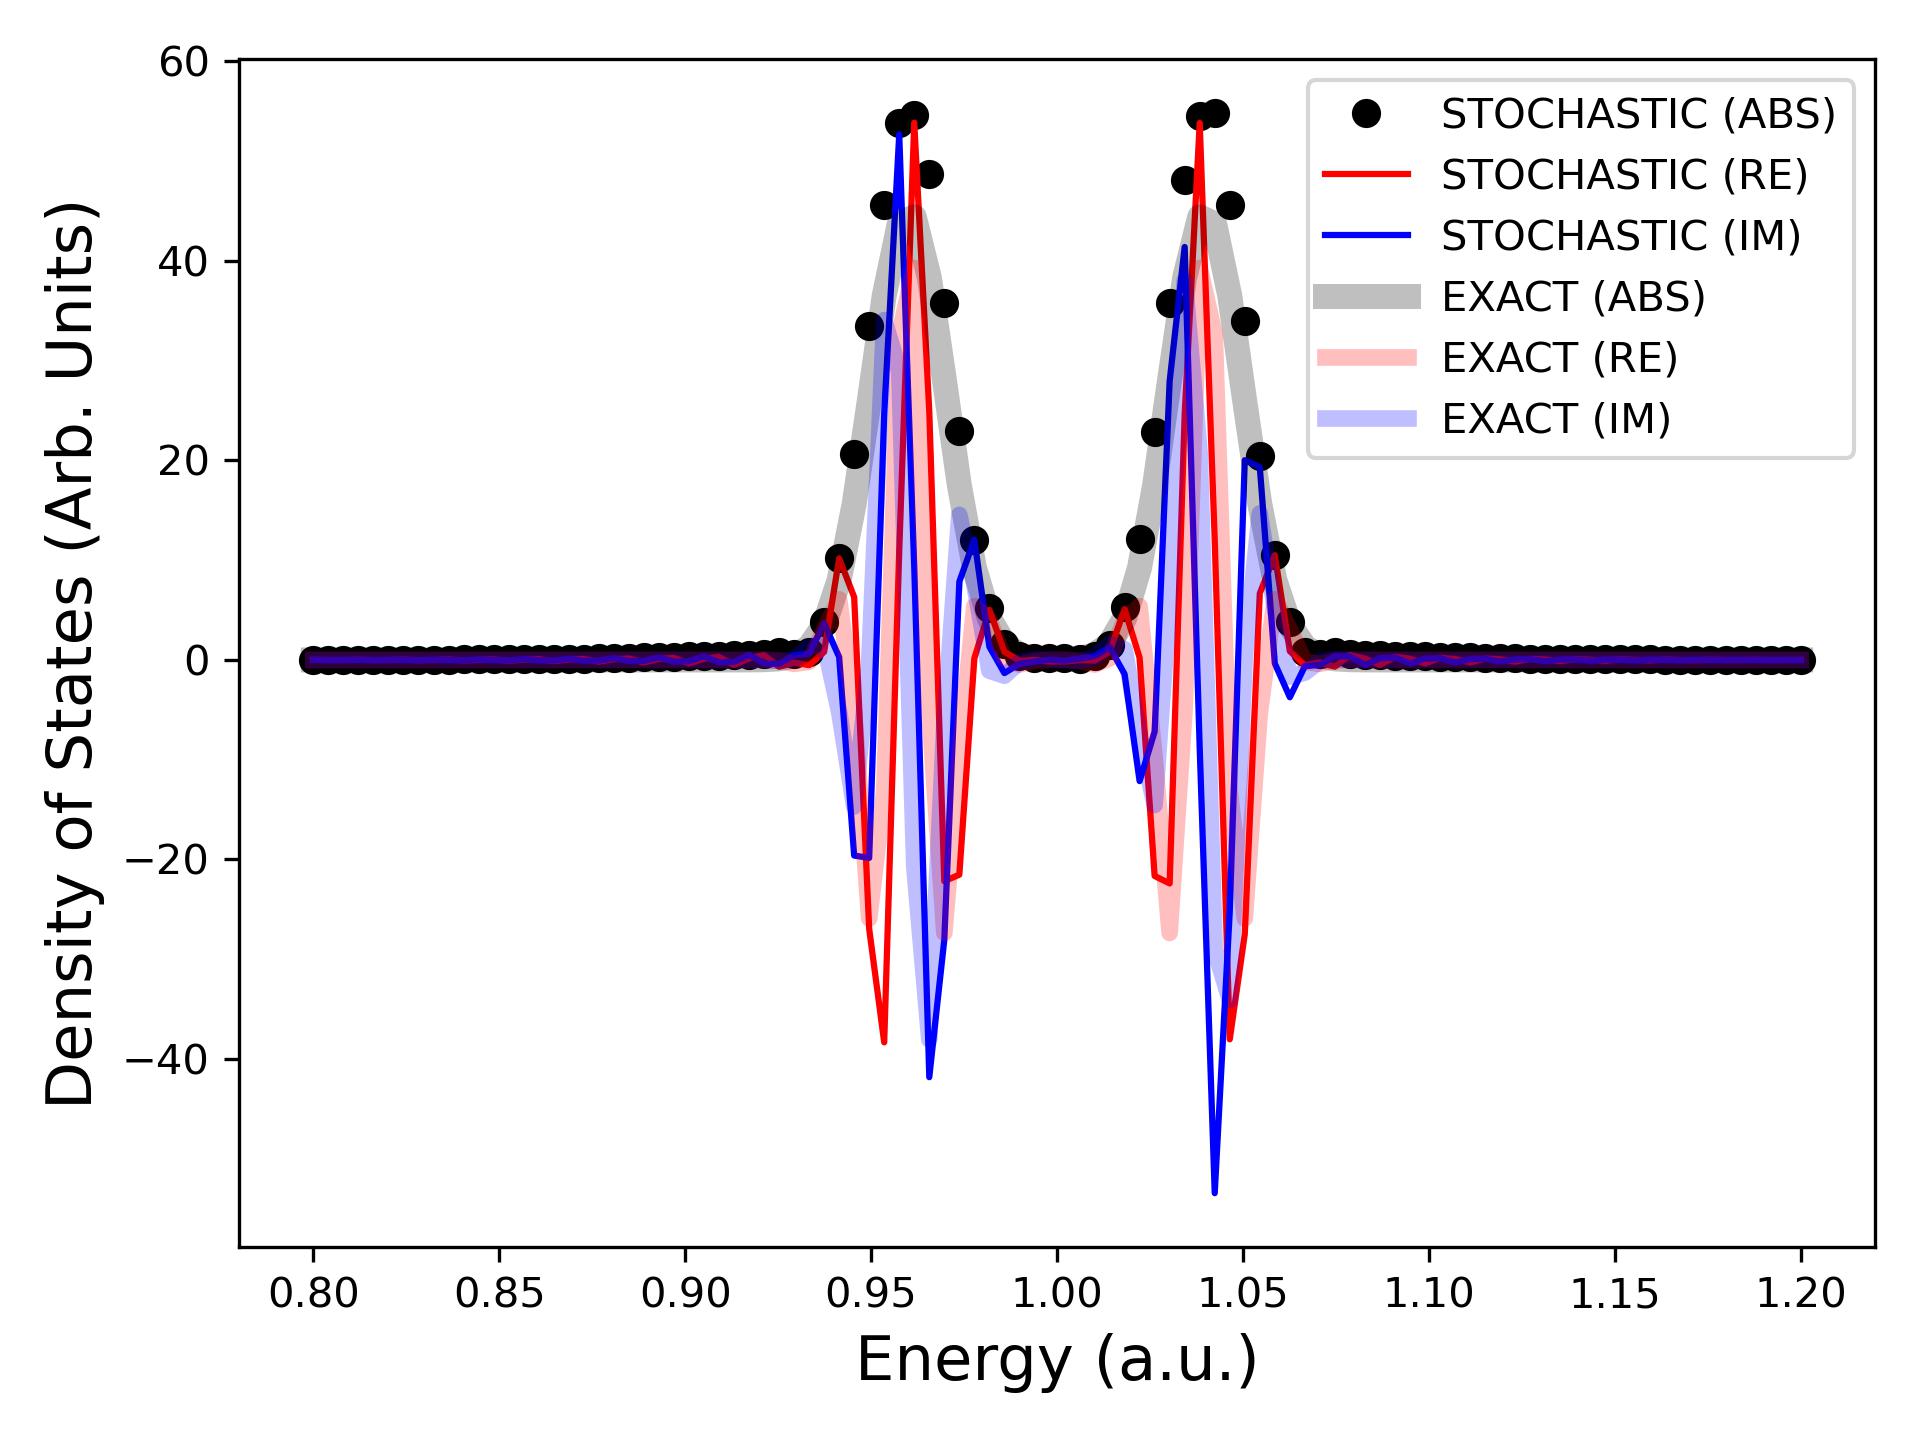 60
40
20
0
−20
−40
Density of States (Arb. Units)
STOCHASTIC (ABS)
STOCHASTIC (RE)
STOCHASTIC (IM)
EXACT (ABS)
EXACT (RE)
EXACT (IM)
0.80 0.85 0.90 0.95 1.00 1.05 1.10 1.15 1.20
Energy (a.u.)